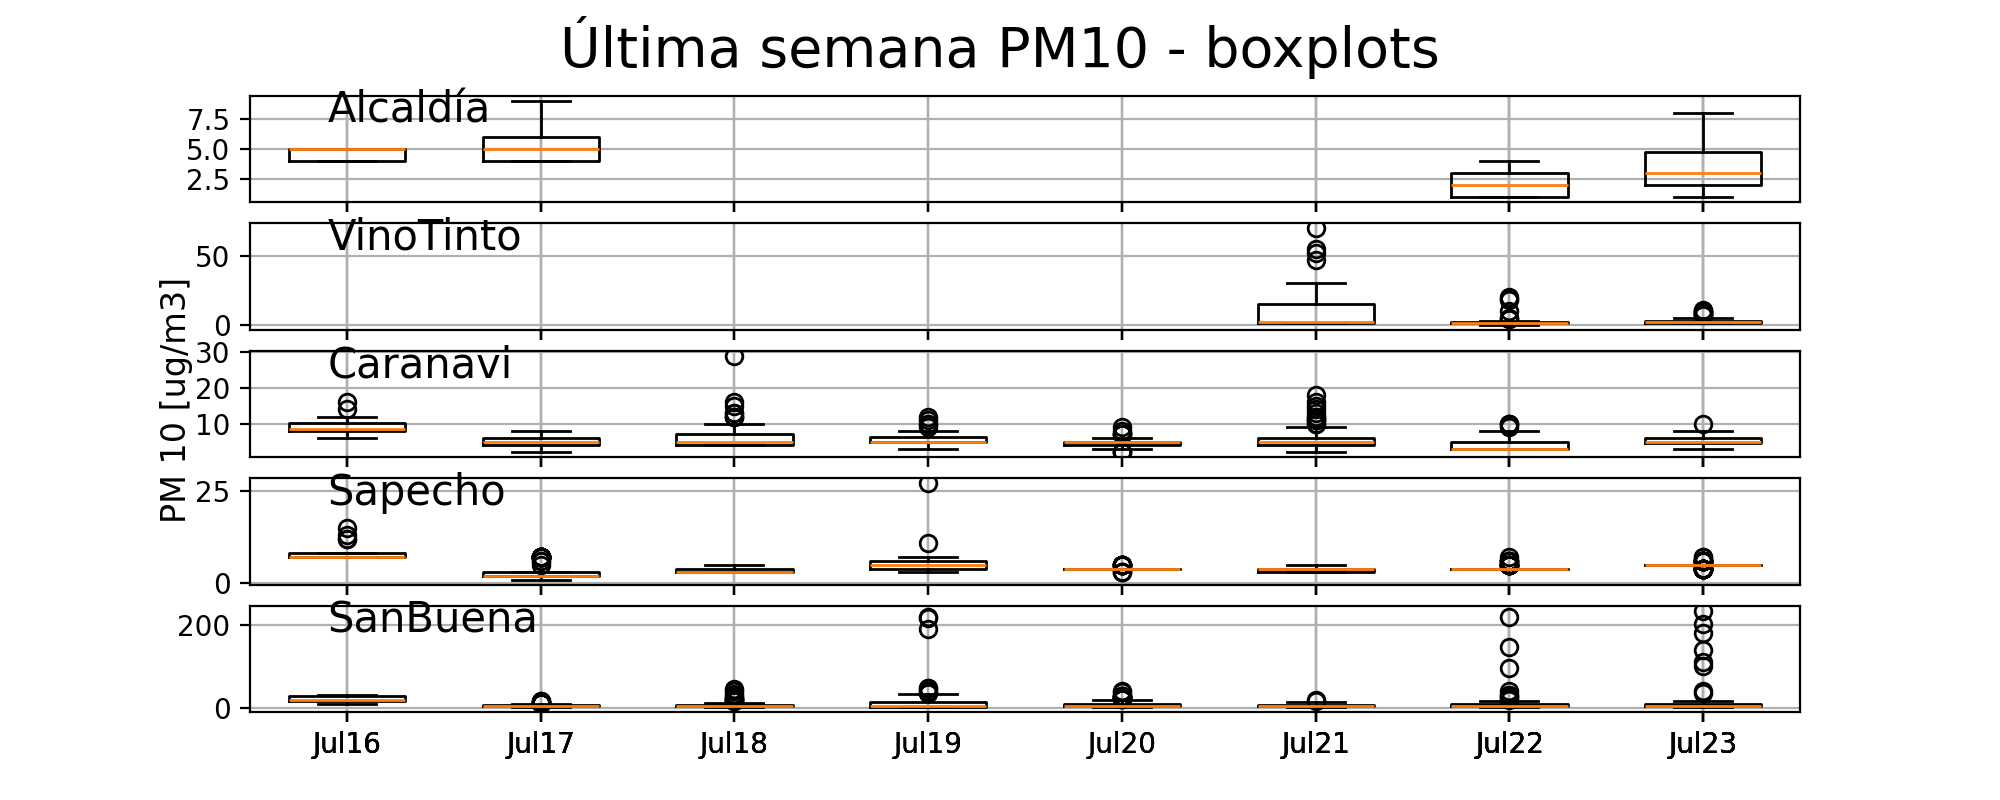 Última semana PM10 - boxplots
Alcaldía
7.5
5.0
2.5
VinoTinto
50
0
PM 10 [ug/m3]
Caranavi
30
20
10
Sapecho
25
0
SanBuena
200
0
Jul16 Jul17 Jul18 Jul19 Jul20 Jul21 Jul22 Jul23